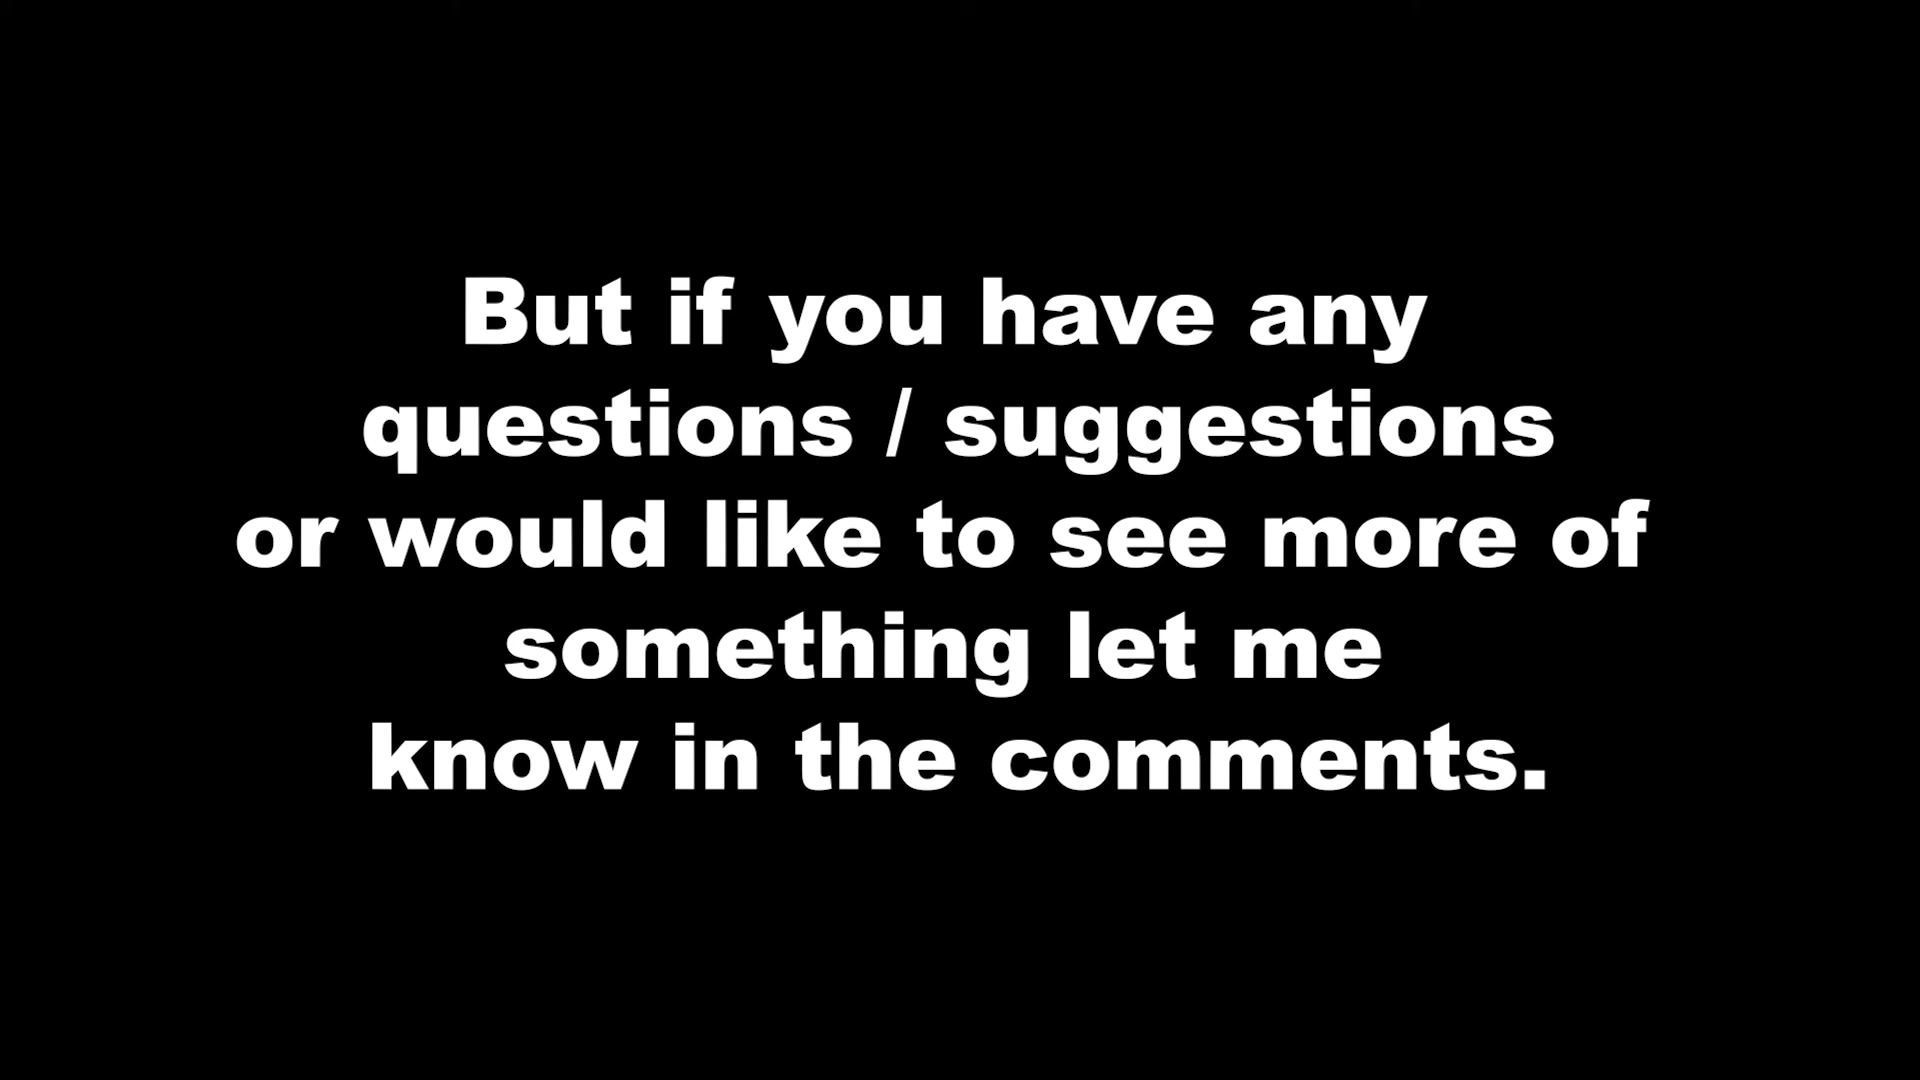 But if you have any
questions / suggestions
or would like to see more of
something let me
know in the comments.